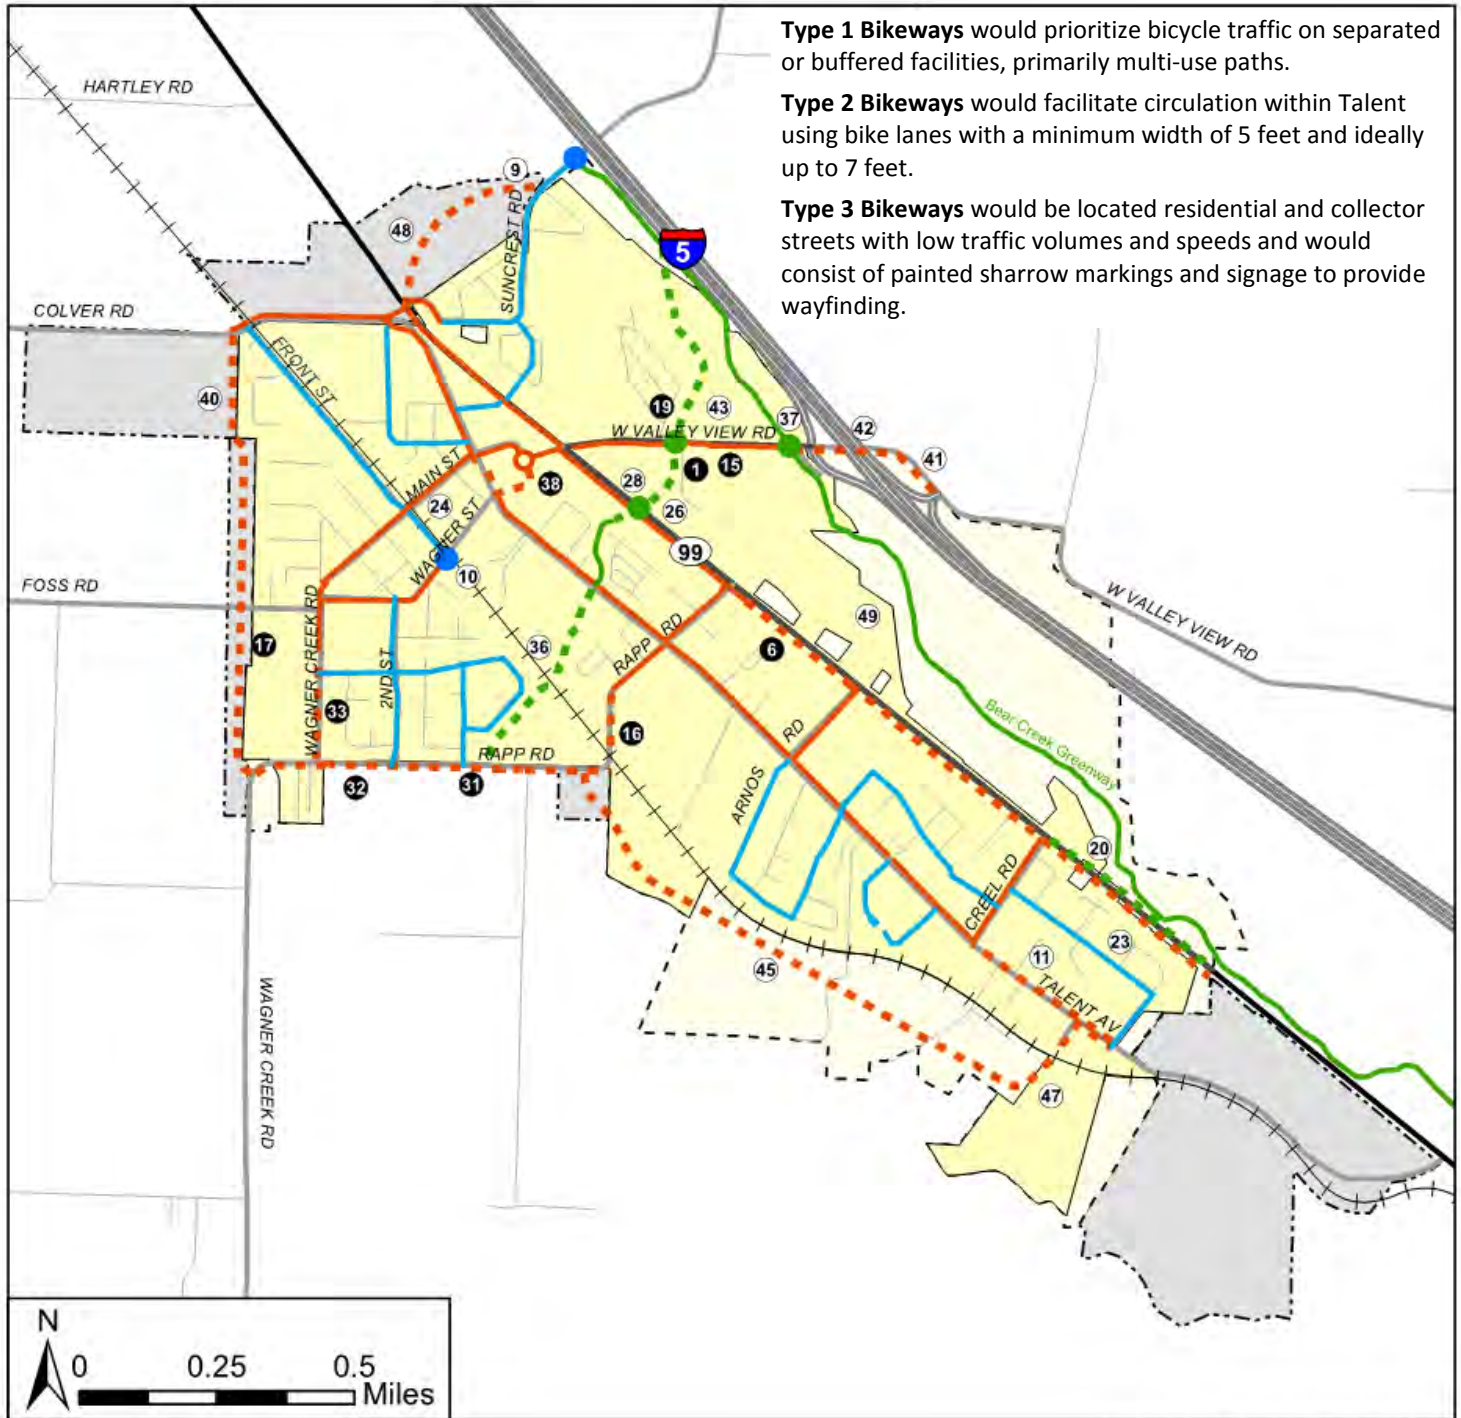 Type 1 Bikeways would prioritize bicycle traffic on separated
or buffered facilities, primarily multi-use paths.
Type 2 Bikeways would facilitate circulation within Talent
using bike lanes with a minimum width of 5 feet and ideally
up to 7 feet.
Type 3 Bikeways would be located residential and collector
streets with low traffic volumes and speeds and would
consist of painted sharrow markings and signage to provide
wayfinding.
HARTLEY RD
9
48
SUNCREST RD
5
COLVER RD
FRONT ST
40
19
43
37
42
W VALLEY VIEW RD
41
MAIN ST
1
15
38
28
24
26
WAGNER ST
99
10
FOSS RD
W VALLEY VIEW RD
49
17
WAGNER CREEK RD
36
RAPP RD
6
2ND ST
33
Bear Creek Greenway
16
RD
RAPP RD
32
31
ARNOS
20
CREEL RD
23
11
45
TALENT AV
WAGNER CREEK RD
47
N
0 0.25 0.5
Miles